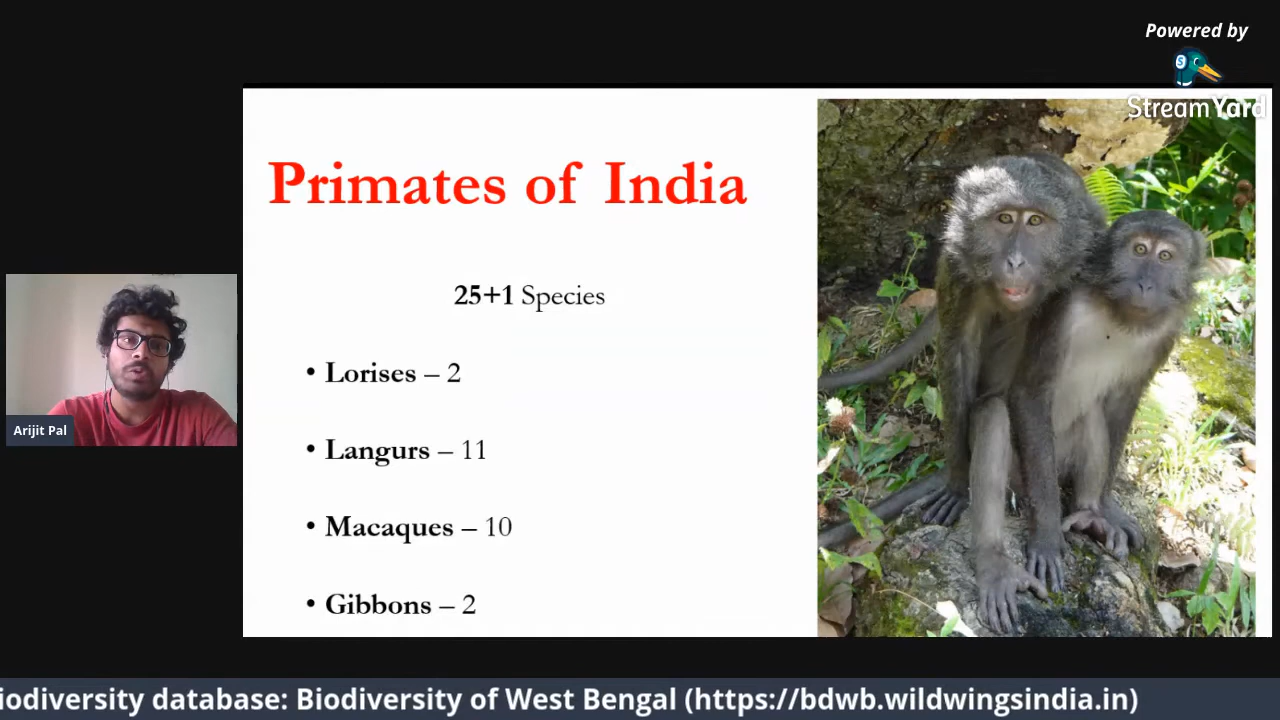 Powered by
StreamYard
Primates of India
25+1 Species
• Lorises – 2
• Langurs – 11
• Macaques – 10
• Gibbons – 2
Arijit Pal
iodiversity database: Biodiversity of West Bengal (https://bdwb.wildwingsindia.in)